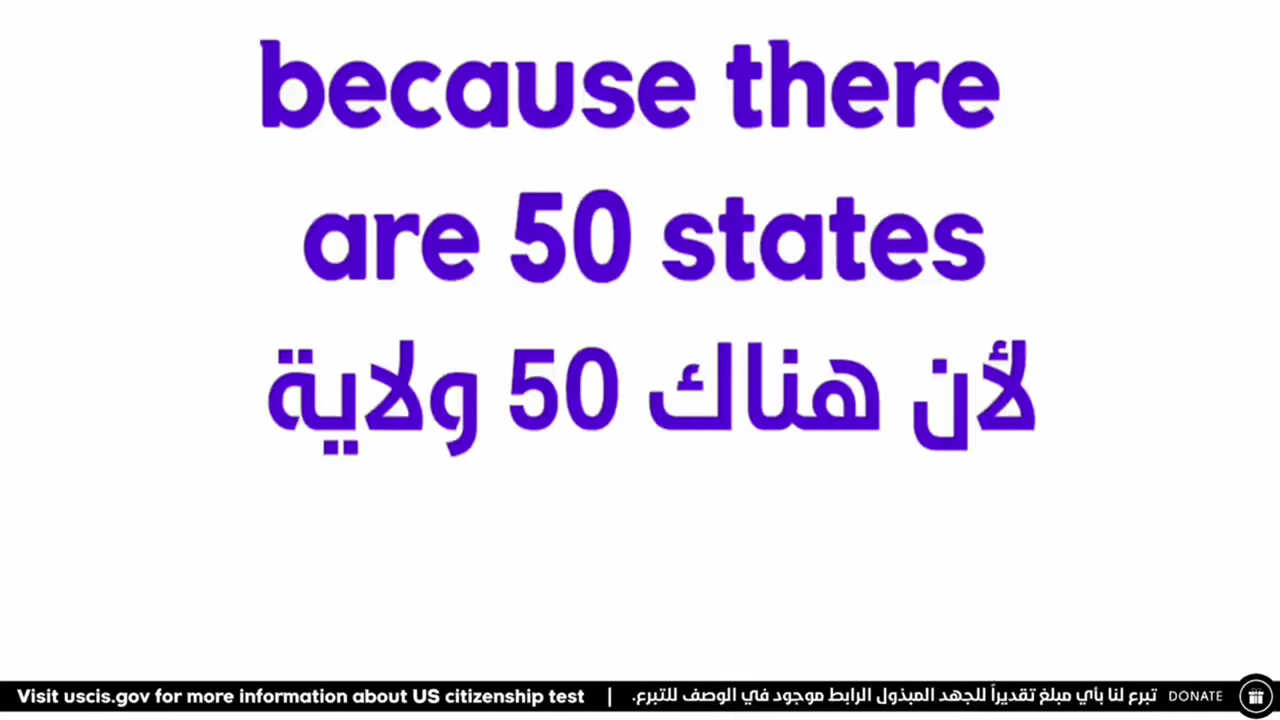 because there
are 50 states
لأن هناك 50 ولاية
Visit uscis.gov for more information about US citizenship test | تبرع لنا بأي مبلغ تقديراً للجهد المبذول الرابط موجود في الوصف للتبرع. DONATE